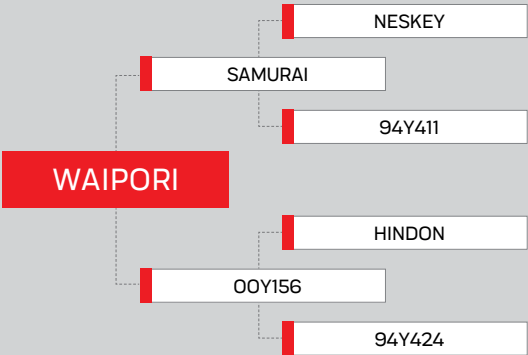 NESKEY
SAMURAI
94Y411
WAIPORI
HINDON
00Y156
94Y424